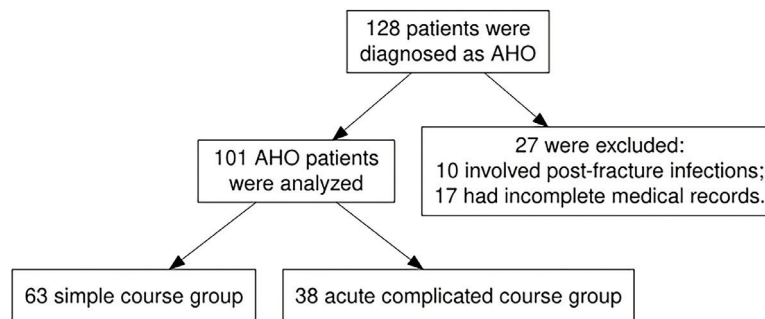 128 patients were
diagnosed as AHO
101 AHO patients
were analyzed
27 were excluded:
10 involved post-fracture infections;
17 had incomplete medical records.
63 simple course group
38 acute complicated course group